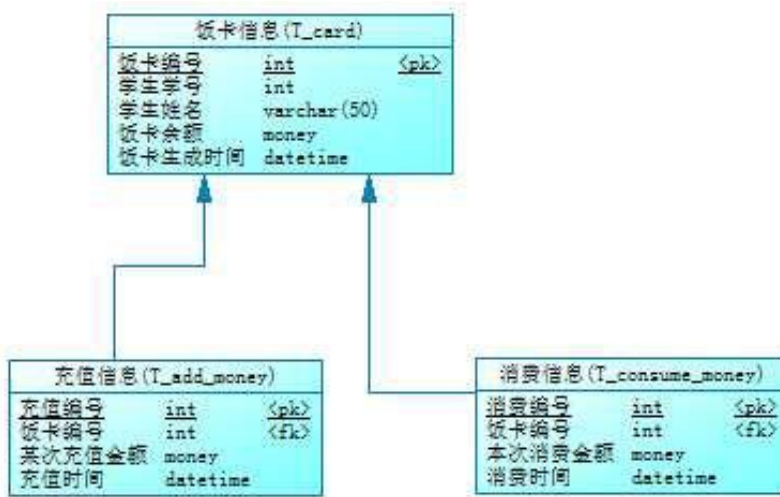 饭卡信息(T_card)
饭卡编号 int <pk>
学生学号 int
学生姓名 varchar(50)
饭卡余额 money
饭卡生成时间 datetime
充值信息(T_add_money)
充值编号 int <pk>
饭卡编号 int <fk>
某次充值金额 money
充值时间 datetime
消费信息(T_consume_money)
消费编号 int <pk>
饭卡编号 int <fk>
本次消费金额 money
消费时间 datetime